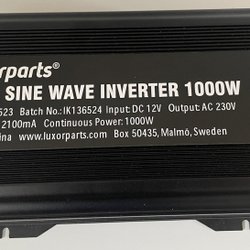 rparts®
SINE WAVE INVERTER 1000W
523 Batch No.:IK136524 Input: DC 12V Output: AC 230V
2100mA Continuous Power: 1000W
ina www.luxorparts.com Box 50435, Malmö, Sweden